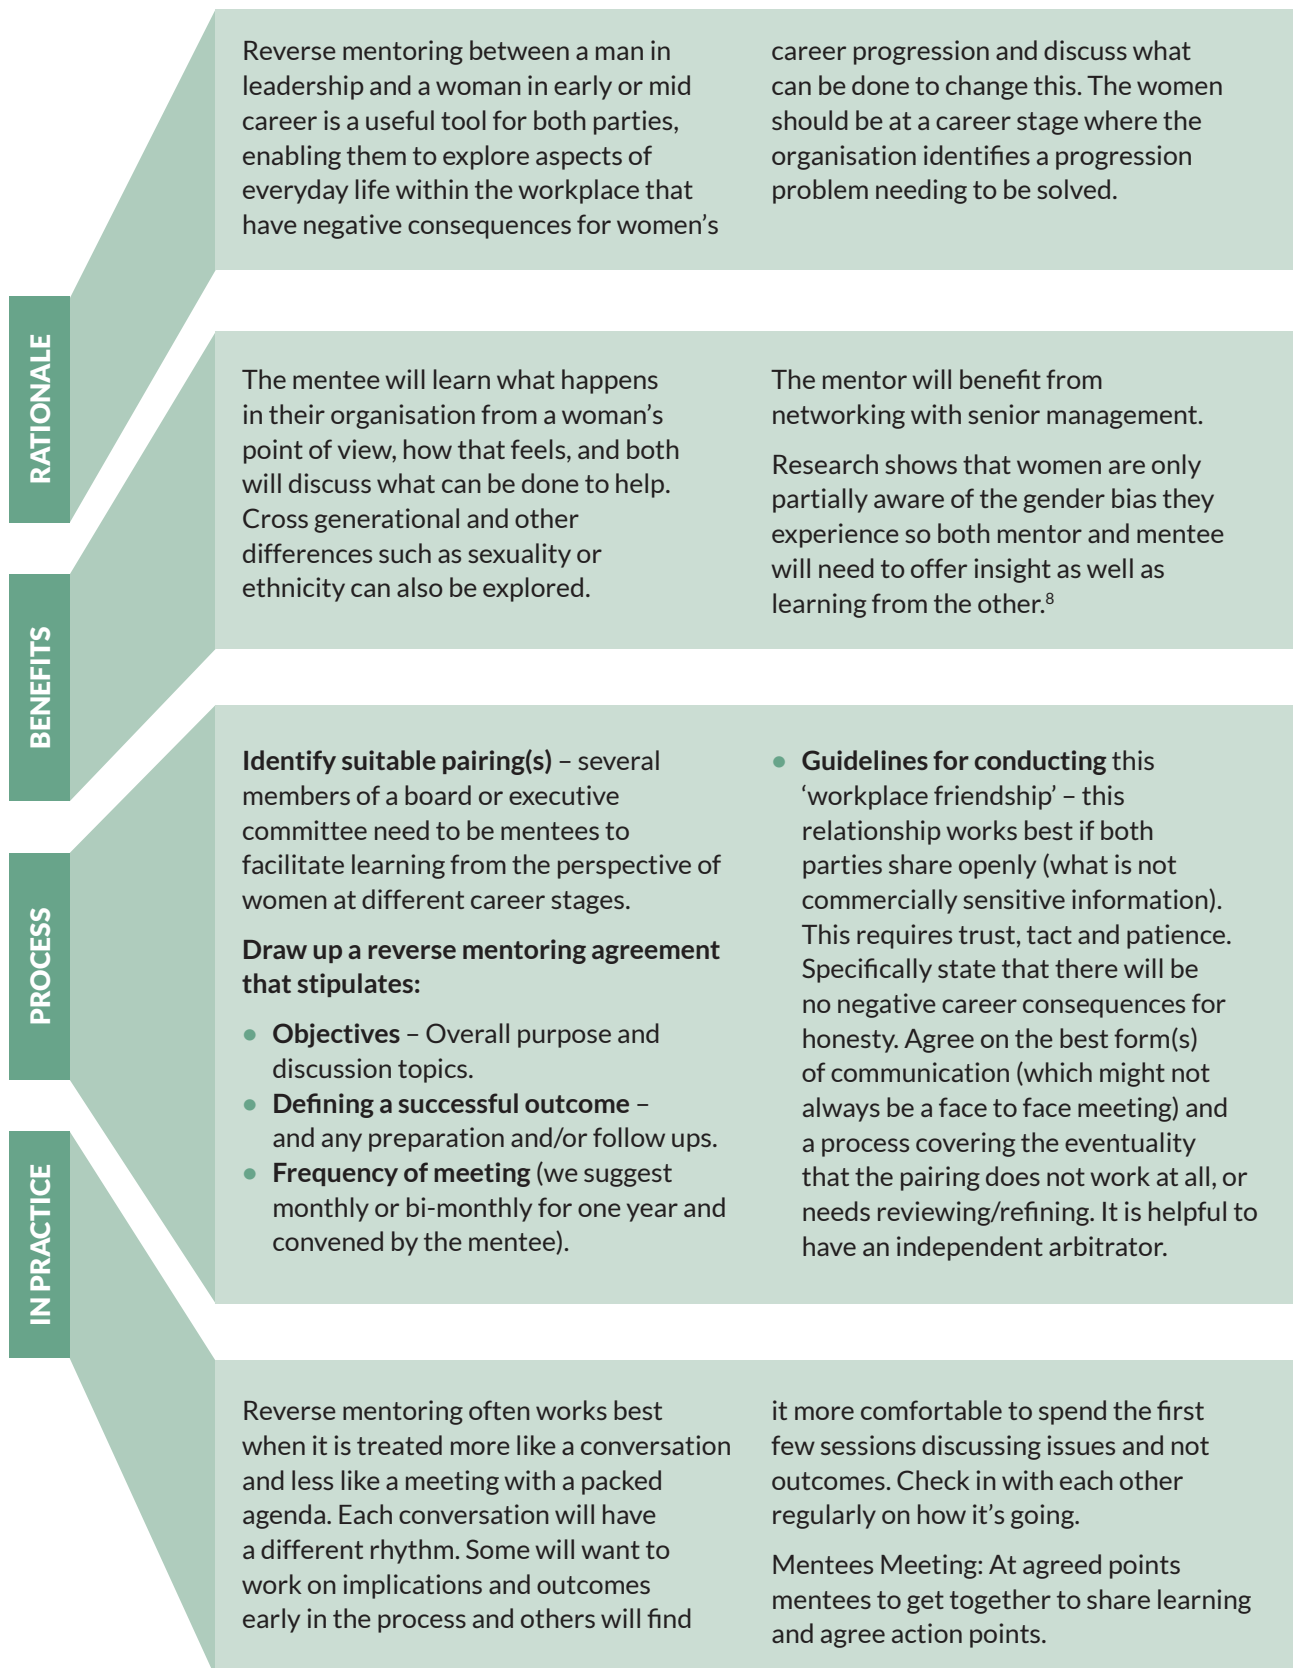 RATIONALE
Reverse mentoring between a man in
leadership and a woman in early or mid
career is a useful tool for both parties,
enabling them to explore aspects of
everyday life within the workplace that
have negative consequences for women’s
career progression and discuss what
can be done to change this. The women
should be at a career stage where the
organisation identifies a progression
problem needing to be solved.
BENEFITS
The mentee will learn what happens
in their organisation from a woman’s
point of view, how that feels, and both
will discuss what can be done to help.
Cross generational and other
differences such as sexuality or
ethnicity can also be explored.
The mentor will benefit from
networking with senior management.
Research shows that women are only
partially aware of the gender bias they
experience so both mentor and mentee
will need to offer insight as well as
learning from the other.⁸
PROCESS
Identify suitable pairing(s) – several
members of a board or executive
committee need to be mentees to
facilitate learning from the perspective of
women at different career stages.
Draw up a reverse mentoring agreement
that stipulates:
● Objectives – Overall purpose and
discussion topics.
● Defining a successful outcome –
and any preparation and/or follow ups.
● Frequency of meeting (we suggest
monthly or bi-monthly for one year and
convened by the mentee).
● Guidelines for conducting this
‘workplace friendship’ – this
relationship works best if both
parties share openly (what is not
commercially sensitive information).
This requires trust, tact and patience.
Specifically state that there will be
no negative career consequences for
honesty. Agree on the best form(s)
of communication (which might not
always be a face to face meeting) and
a process covering the eventuality
that the pairing does not work at all, or
needs reviewing/refining. It is helpful to
have an independent arbitrator.
IN PRACTICE
Reverse mentoring often works best
when it is treated more like a conversation
and less like a meeting with a packed
agenda. Each conversation will have
a different rhythm. Some will want to
work on implications and outcomes
early in the process and others will find
it more comfortable to spend the first
few sessions discussing issues and not
outcomes. Check in with each other
regularly on how it’s going.
Mentees Meeting: At agreed points
mentees to get together to share learning
and agree action points.